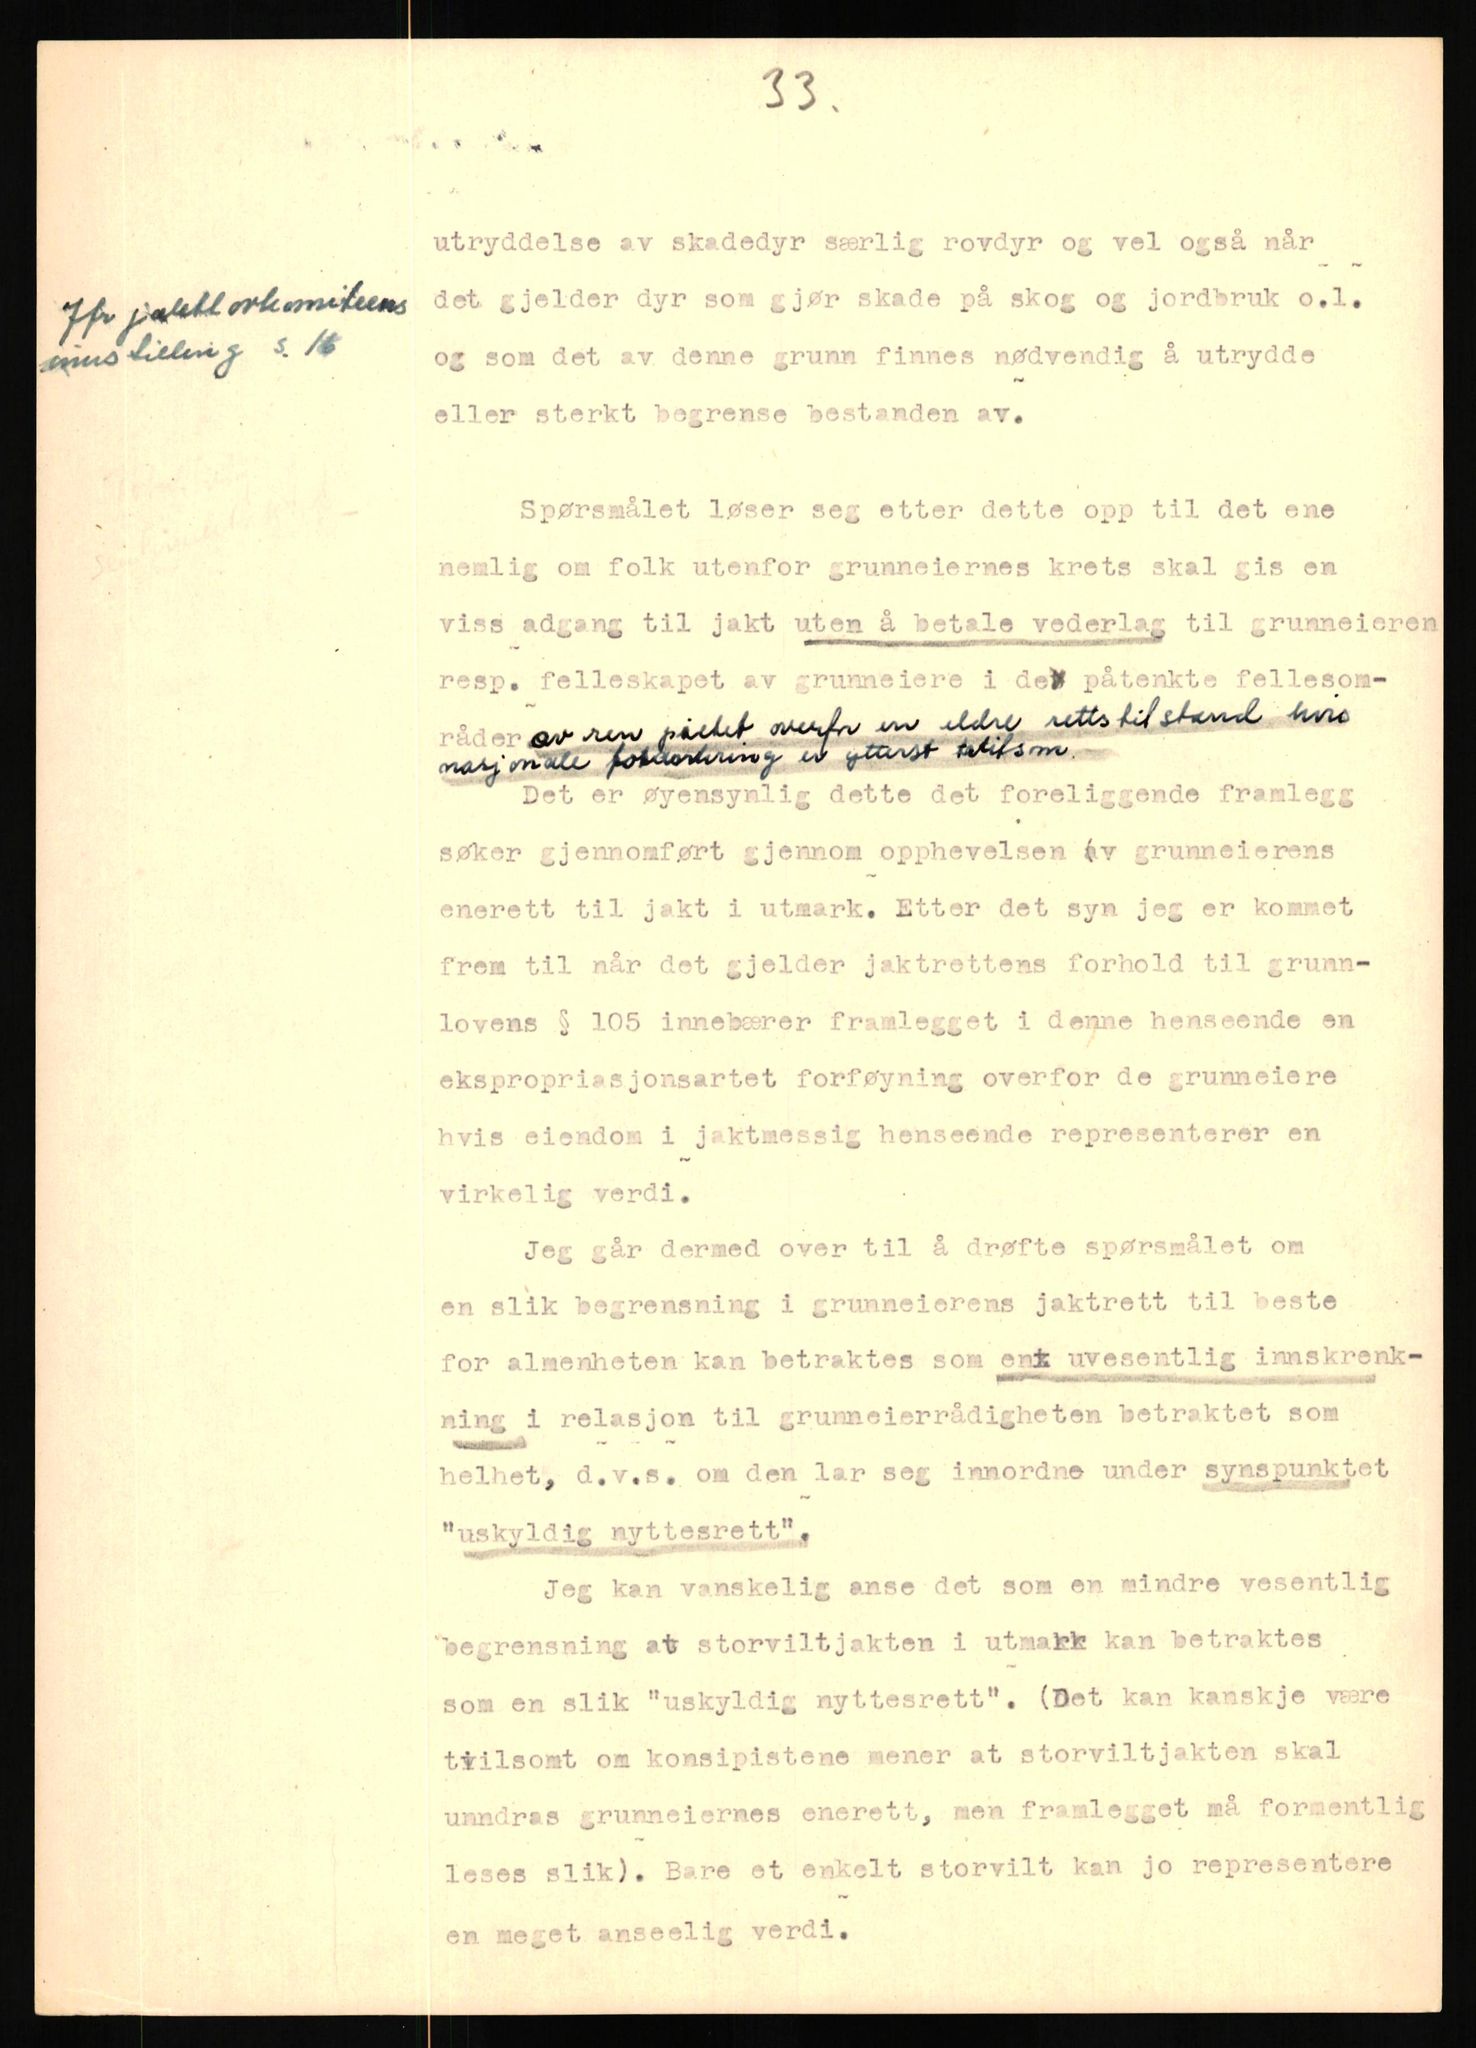 33.
utryddelse av skadedyr særlig rovdyr og vel også når
det gjelder dyr som gjør skade på skog og jordbruk o.l.
og som det av denne grunn finnes nødvendig å utrydde
eller sterkt begrense bestanden av.
Jfr jaktlovkomiteens
innstilling s. 16
Spørsmålet løser seg etter dette opp til det ene
nemlig om folk utenfor grunneiernes krets skal gis en
viss adgang til jakt uten å betale vederlag til grunneieren
resp. felleskapet av grunneiere i de påtenkte fellesom-
råder av ren pietet overfor en eldre rettstilstand hvis
nasjonale forankring er ytterst tvilsom.
Det er øyensynlig dette det foreliggende framlegg
søker gjennomført gjennom opphevelsen av grunneierens
enerett til jakt i utmark. Etter det syn jeg er kommet
frem til når det gjelder jaktrettens forhold til grunn-
lovens § 105 innebærer framlegget i denne henseende en
ekspropriasjonsartet forføyning overfor de grunneiere
hvis eiendom i jaktmessig henseende representerer en
virkelig verdi.
Jeg går dermed over til å drøfte spørsmålet om
en slik begrensning i grunneierens jaktrett til beste
for almenheten kan betraktes som en uvesentlig innskrenk-
ning i relasjon til grunneierrådigheten betraktet som
helhet, d.v.s. om den lar seg innordne under synspunktet
"uskyldig nyttesrett".
Jeg kan vanskelig anse det som en mindre vesentlig
begrensning at storviltjakten i utmark kan betraktes
som en slik "uskyldig nyttesrett". (Det kan kanskje være
tvilsomt om konsipistene mener at storviltjakten skal
unndras grunneiernes enerett, men framlegget må formentlig
leses slik). Bare et enkelt storvilt kan jo representere
en meget anseelig verdi.